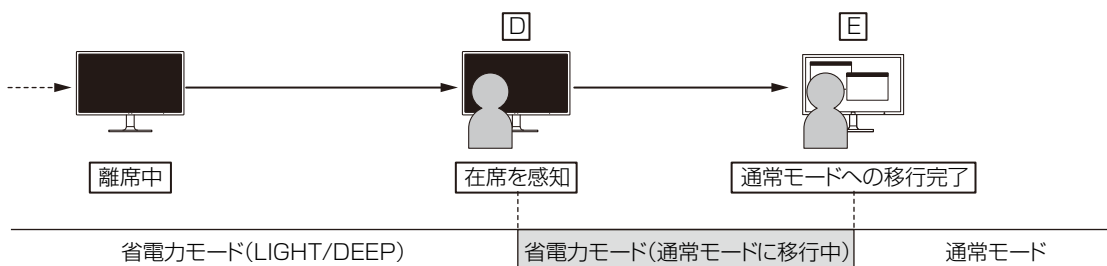 D
E
離席中
在席を感知
通常モードへの移行完了
省電力モード(LIGHT/DEEP)
省電力モード(通常モードに移行中)
通常モード